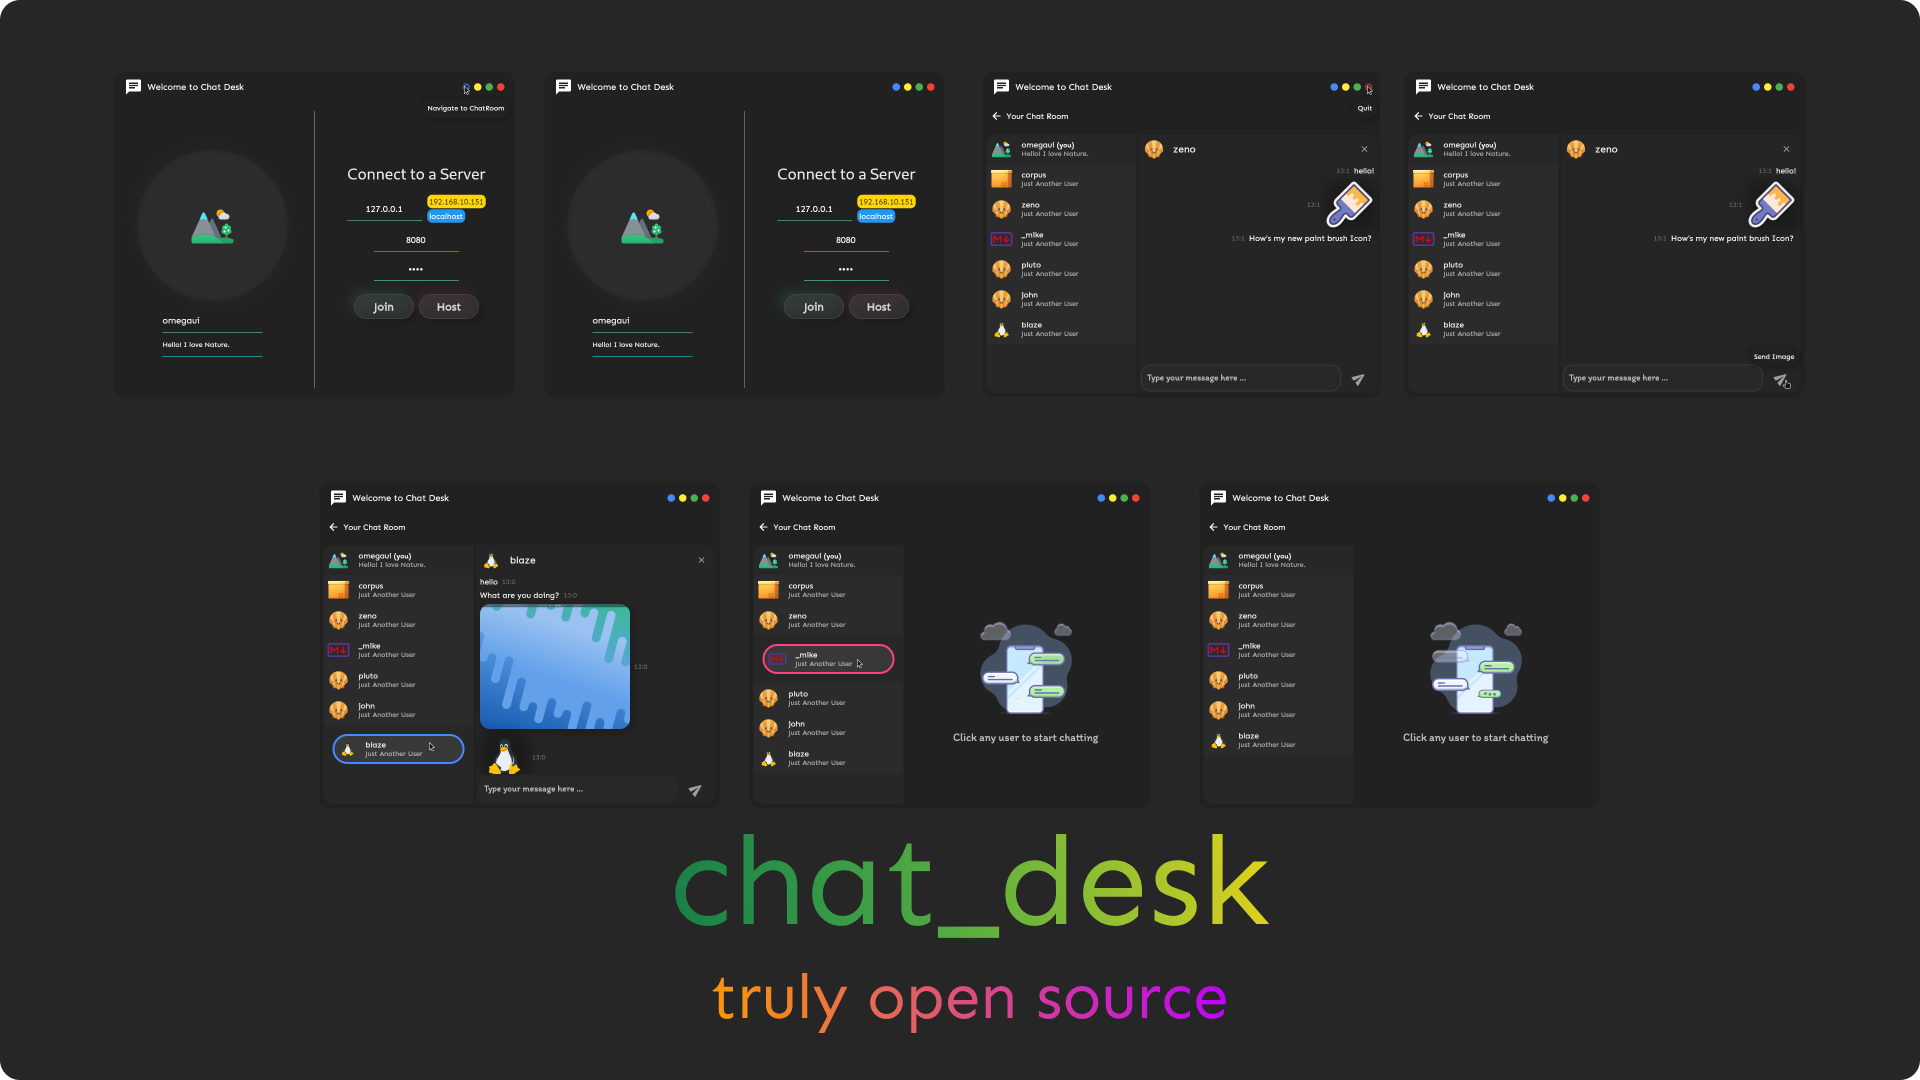 Welcome to Chat Desk
Navigate to ChatRoom
omegaui
Hello! I love Nature.
Connect to a Server
127.0.0.1
192.168.10.151
localhost
8080
••••
Join
Host
Welcome to Chat Desk
omegaui
Hello! I love Nature.
Connect to a Server
127.0.0.1
192.168.10.151
localhost
8080
••••
Join
Host
Welcome to Chat Desk
Quit
Your Chat Room
omegaui (you)
Hello! I love Nature.
corpus
Just Another User
zeno
Just Another User
_mike
Just Another User
pluto
Just Another User
john
Just Another User
blaze
Just Another User
zeno
13:1 hello!
13:1
13:1 How's my new paint brush Icon?
Type your message here ...
Welcome to Chat Desk
Your Chat Room
omegaui (you)
Hello! I love Nature.
corpus
Just Another User
zeno
Just Another User
_mike
Just Another User
pluto
Just Another User
john
Just Another User
blaze
Just Another User
zeno
13:1 hello!
13:1
13:1 How's my new paint brush Icon?
Send Image
Type your message here ...
Welcome to Chat Desk
Your Chat Room
omegaui (you)
Hello! I love Nature.
corpus
Just Another User
zeno
Just Another User
_mike
Just Another User
pluto
Just Another User
john
Just Another User
blaze
Just Another User
blaze
hello 13:0
What are you doing? 13:0
13:0
13:0
Type your message here ...
Welcome to Chat Desk
Your Chat Room
omegaui (you)
Hello! I love Nature.
corpus
Just Another User
zeno
Just Another User
_mike
Just Another User
pluto
Just Another User
john
Just Another User
blaze
Just Another User
Click any user to start chatting
Welcome to Chat Desk
Your Chat Room
omegaui (you)
Hello! I love Nature.
corpus
Just Another User
zeno
Just Another User
_mike
Just Another User
pluto
Just Another User
john
Just Another User
blaze
Just Another User
Click any user to start chatting
chat_desk
truly open source